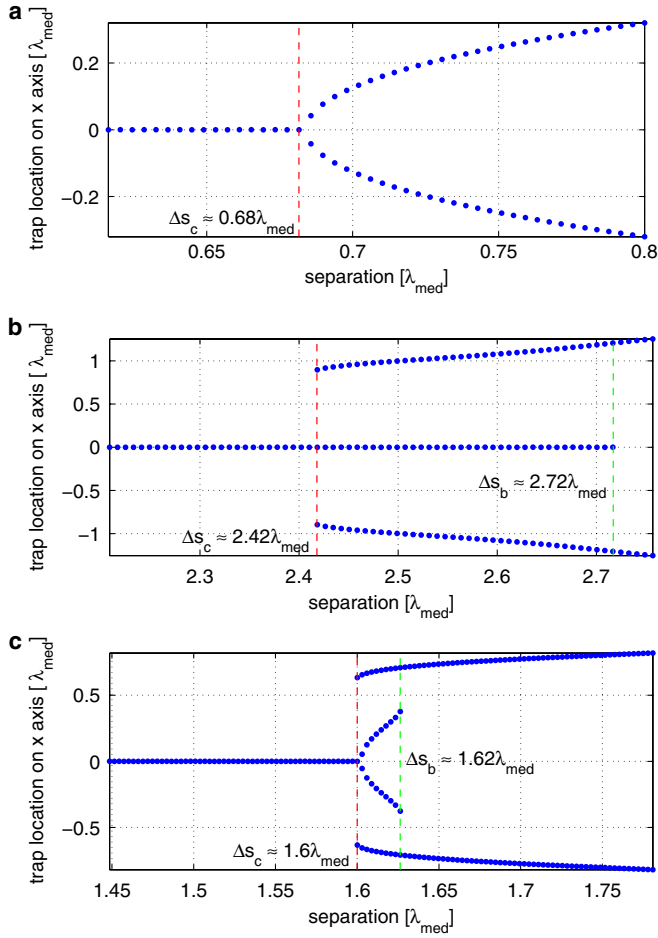 a
trap location on x axis [ λmed]
0.2
0
−0.2
Δsc ≈ 0.68λmed
0.65 0.7 0.75 0.8
separation [λmed]
b
trap location on x axis [ λmed]
1
0.5
0
−0.5
−1
Δsb ≈ 2.72λmed
Δsc ≈ 2.42λmed
2.3 2.4 2.5 2.6 2.7
separation [λmed]
c
trap location on x axis [ λmed]
0.5
0
−0.5
Δsb ≈ 1.62λmed
Δsc ≈ 1.6λmed
1.45 1.5 1.55 1.6 1.65 1.7 1.75
separation [λmed]